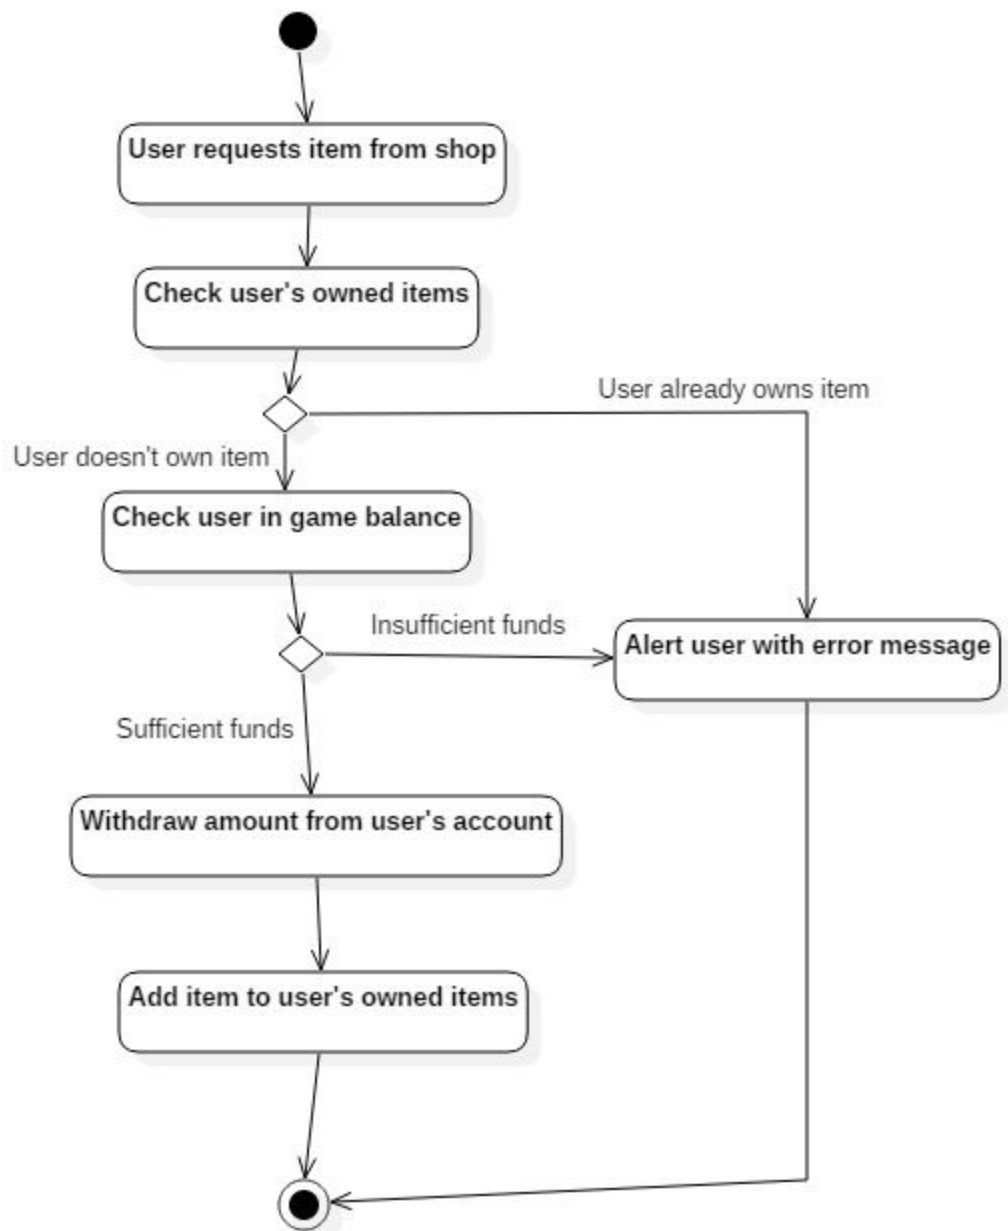 User requests item from shop
Check user's owned items
User already owns item
User doesn't own item
Check user in game balance
Insufficient funds
Alert user with error message
Sufficient funds
Withdraw amount from user's account
Add item to user's owned items